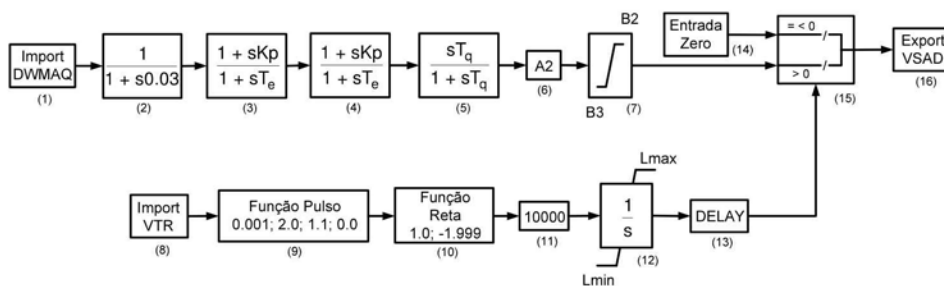 Import
DWMAQ
(1)
1
1 + s0.03
(2)
1 + sKp
1 + sTe
(3)
1 + sKp
1 + sTe
(4)
sTq
1 + sTq
(5)
A2
(6)
B2
B3
(7)
Entrada
Zero
(14)
= < 0
> 0
(15)
Export
VSAD
(16)
Import
VTR
(8)
Função Pulso
0.001; 2.0; 1.1; 0.0
(9)
Função
Reta
1.0; -1.999
(10)
10000
(11)
Lmax
1
s
Lmin
(12)
DELAY
(13)